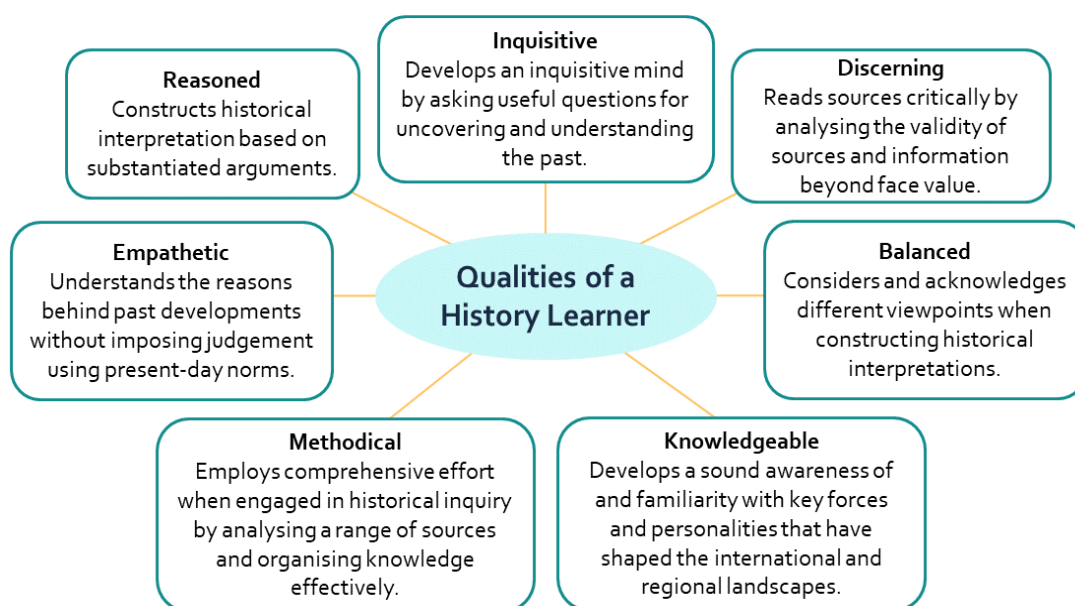 Inquisitive
Develops an inquisitive mind
by asking useful questions for
uncovering and understanding
the past.
Reasoned
Constructs historical
interpretation based on
substantiated arguments.
Discerning
Reads sources critically by
analysing the validity of
sources and information
beyond face value.
Empathetic
Understands the reasons
behind past developments
without imposing judgement
using present-day norms.
Qualities of a
History Learner
Balanced
Considers and acknowledges
different viewpoints when
constructing historical
interpretations.
Methodical
Employs comprehensive effort
when engaged in historical inquiry
by analysing a range of sources
and organising knowledge
effectively.
Knowledgeable
Develops a sound awareness of
and familiarity with key forces
and personalities that have
shaped the international and
regional landscapes.